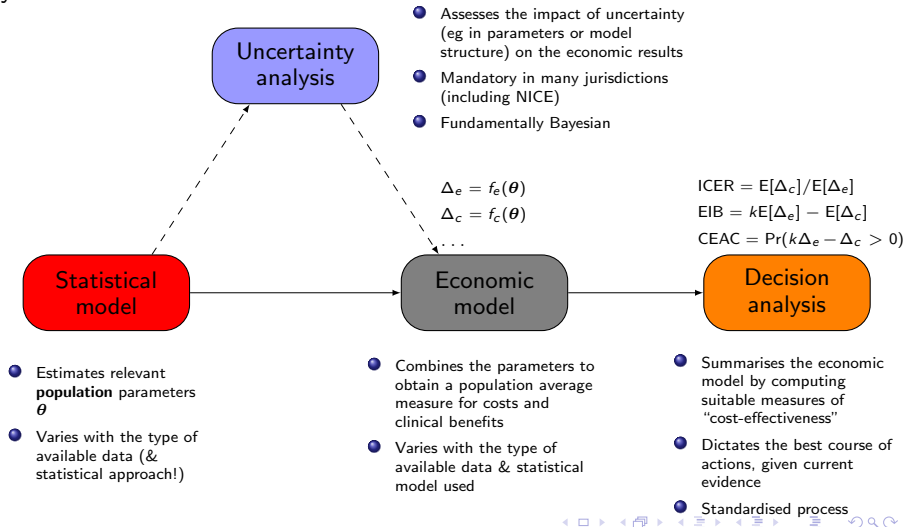 Assesses the impact of uncertainty
(eg in parameters or model
structure) on the economic results
Mandatory in many jurisdictions
(including NICE)
Fundamentally Bayesian
Uncertainty
analysis
Δe = fe(θ)
Δc = fc(θ)
. . .
ICER = E[Δc]/E[Δe]
EIB = kE[Δe] − E[Δc]
CEAC = Pr(kΔe − Δc > 0)
Statistical
model
Economic
model
Decision
analysis
Estimates relevant
population parameters
θ
Varies with the type of
available data (&
statistical approach!)
Combines the parameters to
obtain a population average
measure for costs and
clinical benefits
Varies with the type of
available data & statistical
model used
Summarises the economic
model by computing
suitable measures of
“cost-effectiveness”
Dictates the best course of
actions, given current
evidence
Standardised process